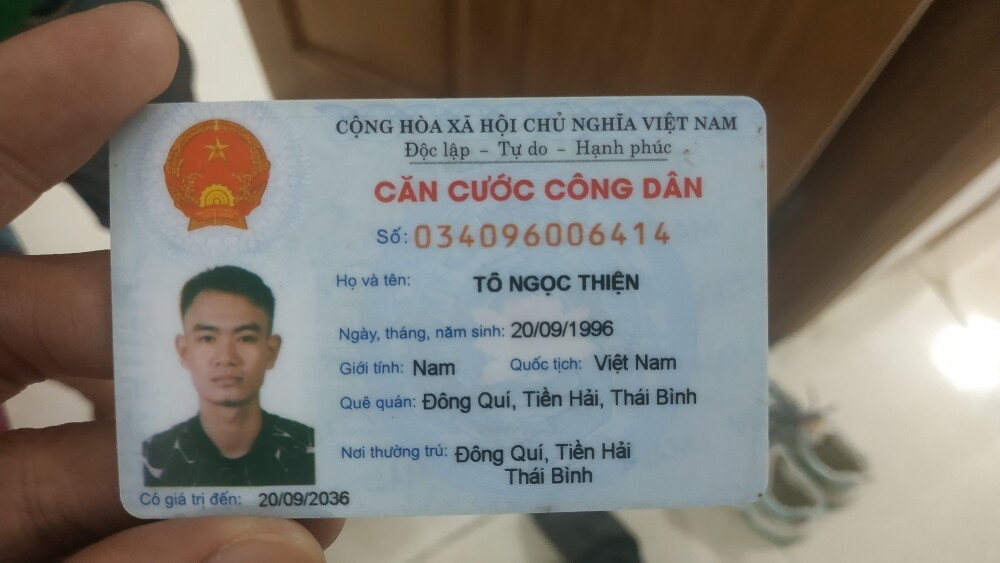 CỘNG HÒA XÃ HỘI CHỦ NGHĨA VIỆT NAM
Độc lập - Tự do - Hạnh phúc
CĂN CƯỚC CÔNG DÂN
Số: 034096006414
Họ và tên: TÔ NGỌC THIỆN
Ngày, tháng, năm sinh: 20/09/1996
Giới tính: Nam Quốc tịch: Việt Nam
Quê quán: Đông Quí, Tiền Hải, Thái Bình
Nơi thường trú: Đông Quí, Tiền Hải
Thái Bình
Có giá trị đến: 20/09/2036